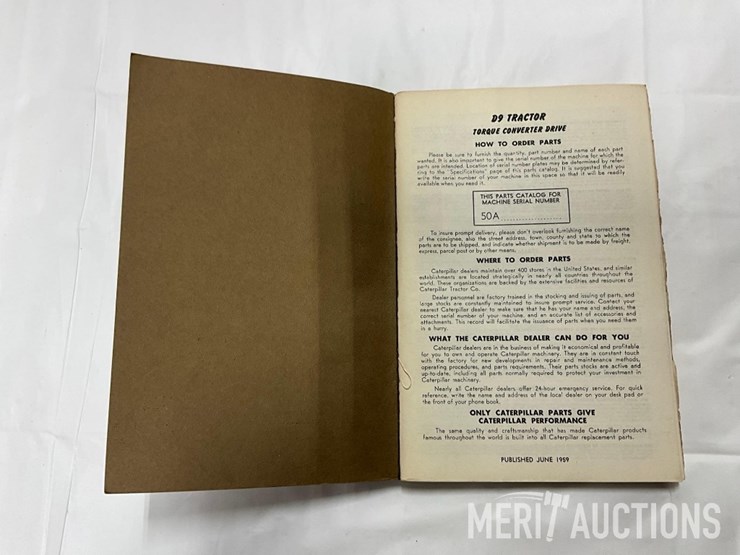 D9 TRACTOR
TORQUE CONVERTER DRIVE
HOW TO ORDER PARTS
Please be sure to furnish the quantity, part number and name of each part
wanted. It is also important to give the serial number of the machine for which the
parts are intended. Location of serial number plates may be determined by refer-
ring to the "Specifications" page of this parts catalog. It is suggested that you
write the serial number of your machine in this space so that it will be readily
available when you need it.
THIS PARTS CATALOG FOR
MACHINE SERIAL NUMBER
50A
To insure prompt delivery, please don't overlook furnishing the correct name
of the consignee, also the street address, town, county and state to which the
parts are to be shipped, and indicate whether shipment is to be made by freight,
express, parcel post or by other means.
WHERE TO ORDER PARTS
Caterpillar dealers maintain over 400 stores in the United States, and similar
establishments are located strategically in nearly all countries throughout the
world. These organizations are backed by the extensive facilities and resources of
Caterpillar Tractor Co.
Dealer personnel are factory trained in the stocking and issuing of parts, and
large stocks are constantly maintained to insure prompt service. Contact your
nearest Caterpillar dealer to make sure that he has your name and address, the
correct serial number of your machine, and an accurate list of accessories and
attachments. This record will facilitate the issuance of parts when you need them
in a hurry.
WHAT THE CATERPILLAR DEALER CAN DO FOR YOU
Caterpillar dealers are in the business of making it economical and profitable
for you to own and operate Caterpillar machinery. They are in constant touch
with the factory for new developments in repair and maintenance methods,
operating procedures, and parts requirements. Their parts stocks are active and
up-to-date, including all parts normally required to protect your investment in
Caterpillar machinery.
Nearly all Caterpillar dealers offer 24-hour emergency service. For quick
reference, write the name and address of the local dealer on your desk pad or
the front of your phone book.
ONLY CATERPILLAR PARTS GIVE
CATERPILLAR PERFORMANCE
The same quality and craftsmanship that has made Caterpillar products
famous throughout the world is built into all Caterpillar replacement parts.
PUBLISHED JUNE 1959
MERIT AUCTIONS